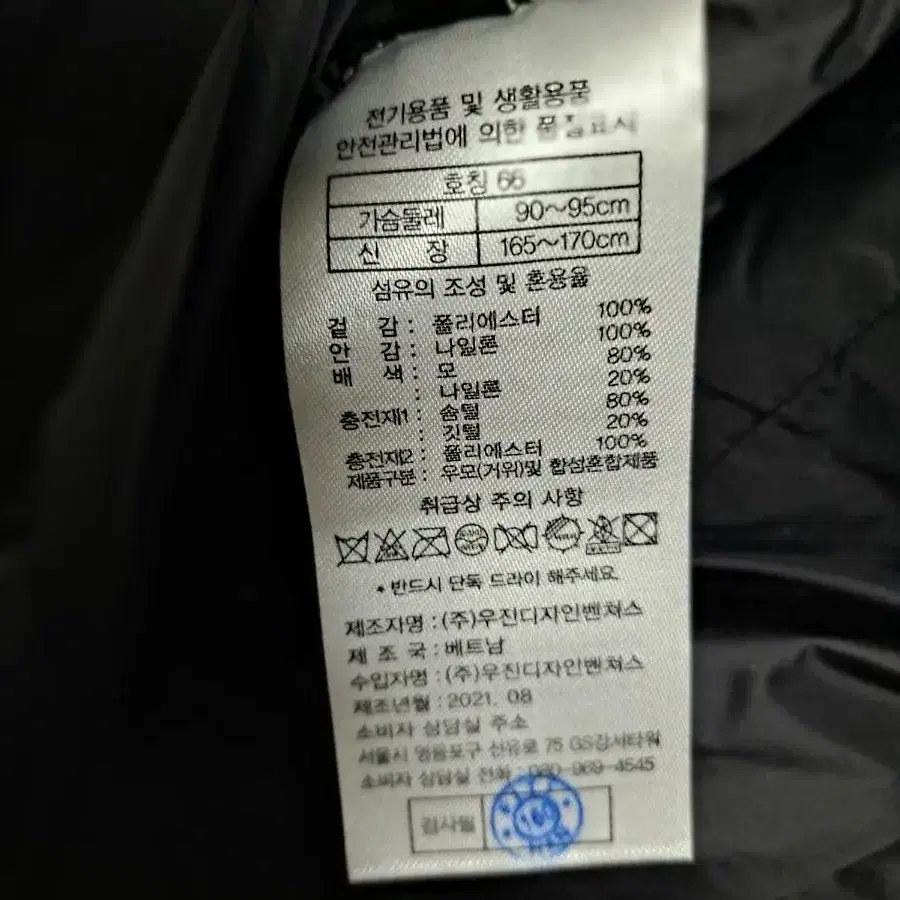 전기용품 및 생활용품
안전관리법에 의한 품질표시
호칭 66
가슴둘레 90~95cm
신 장 165~170cm
섬유의 조성 및 혼용율
겉 감 : 폴리에스터 100%
안 감 : 나일론 100%
배 색 : 모 80%
: 나일론 20%
충전재1 : 솜털 80%
: 깃털 20%
충전재2 : 폴리에스터 100%
제품구분 : 우모(거위)및 합섬혼합제품
취급상 주의 사항
• 반드시 단독 드라이 해주세요.
제조자명 : (주)우진디자인벤쳐스
제 조 국 : 베트남
수입자명 : (주)우진디자인벤쳐스
제조년월 : 2021. 08
소비자 상담실 주소
서울시 영등포구 선유로 75 GS강서타워
소비자 상담실 전화 : 080-969-4545
검사필